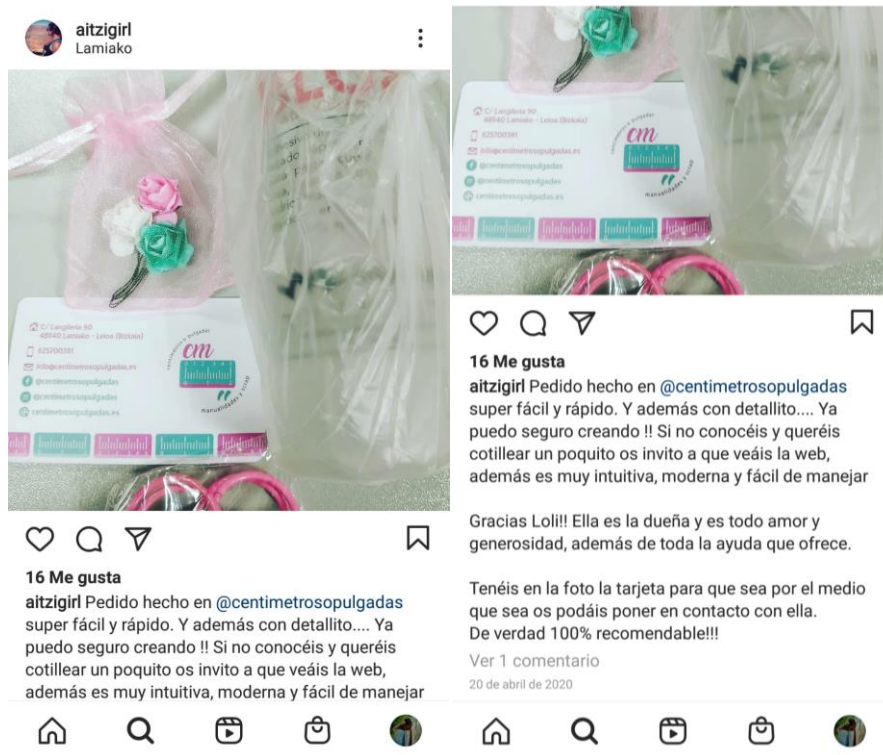 aitzigirl
Lamiako
C/ Langileria 90
48940 Lamiako - Leioa (Bizkaia)
625700391
info@centimetrosopulgadas.es
@centimetrosopulgadas
@centimetrosopulgadas
centimetrosopulgadas.es
centímetros o pulgadas
cm
manualidades y scrap
16 Me gusta
aitzigirl Pedido hecho en @centimetrosopulgadas
super fácil y rápido. Y además con detallito.... Ya
puedo seguro creando !! Si no conocéis y queréis
cotillear un poquito os invito a que veáis la web,
además es muy intuitiva, moderna y fácil de manejar
C/ Langileria 90
48940 Lamiako - Leioa (Bizkaia)
625700391
info@centimetrosopulgadas.es
@centimetrosopulgadas
@centimetrosopulgadas
centimetrosopulgadas.es
centímetros o pulgadas
cm
manualidades y scrap
16 Me gusta
aitzigirl Pedido hecho en @centimetrosopulgadas
super fácil y rápido. Y además con detallito.... Ya
puedo seguro creando !! Si no conocéis y queréis
cotillear un poquito os invito a que veáis la web,
además es muy intuitiva, moderna y fácil de manejar
Gracias Loli!! Ella es la dueña y es todo amor y
generosidad, además de toda la ayuda que ofrece.
Tenéis en la foto la tarjeta para que sea por el medio
que sea os podáis poner en contacto con ella.
De verdad 100% recomendable!!!
Ver 1 comentario
20 de abril de 2020